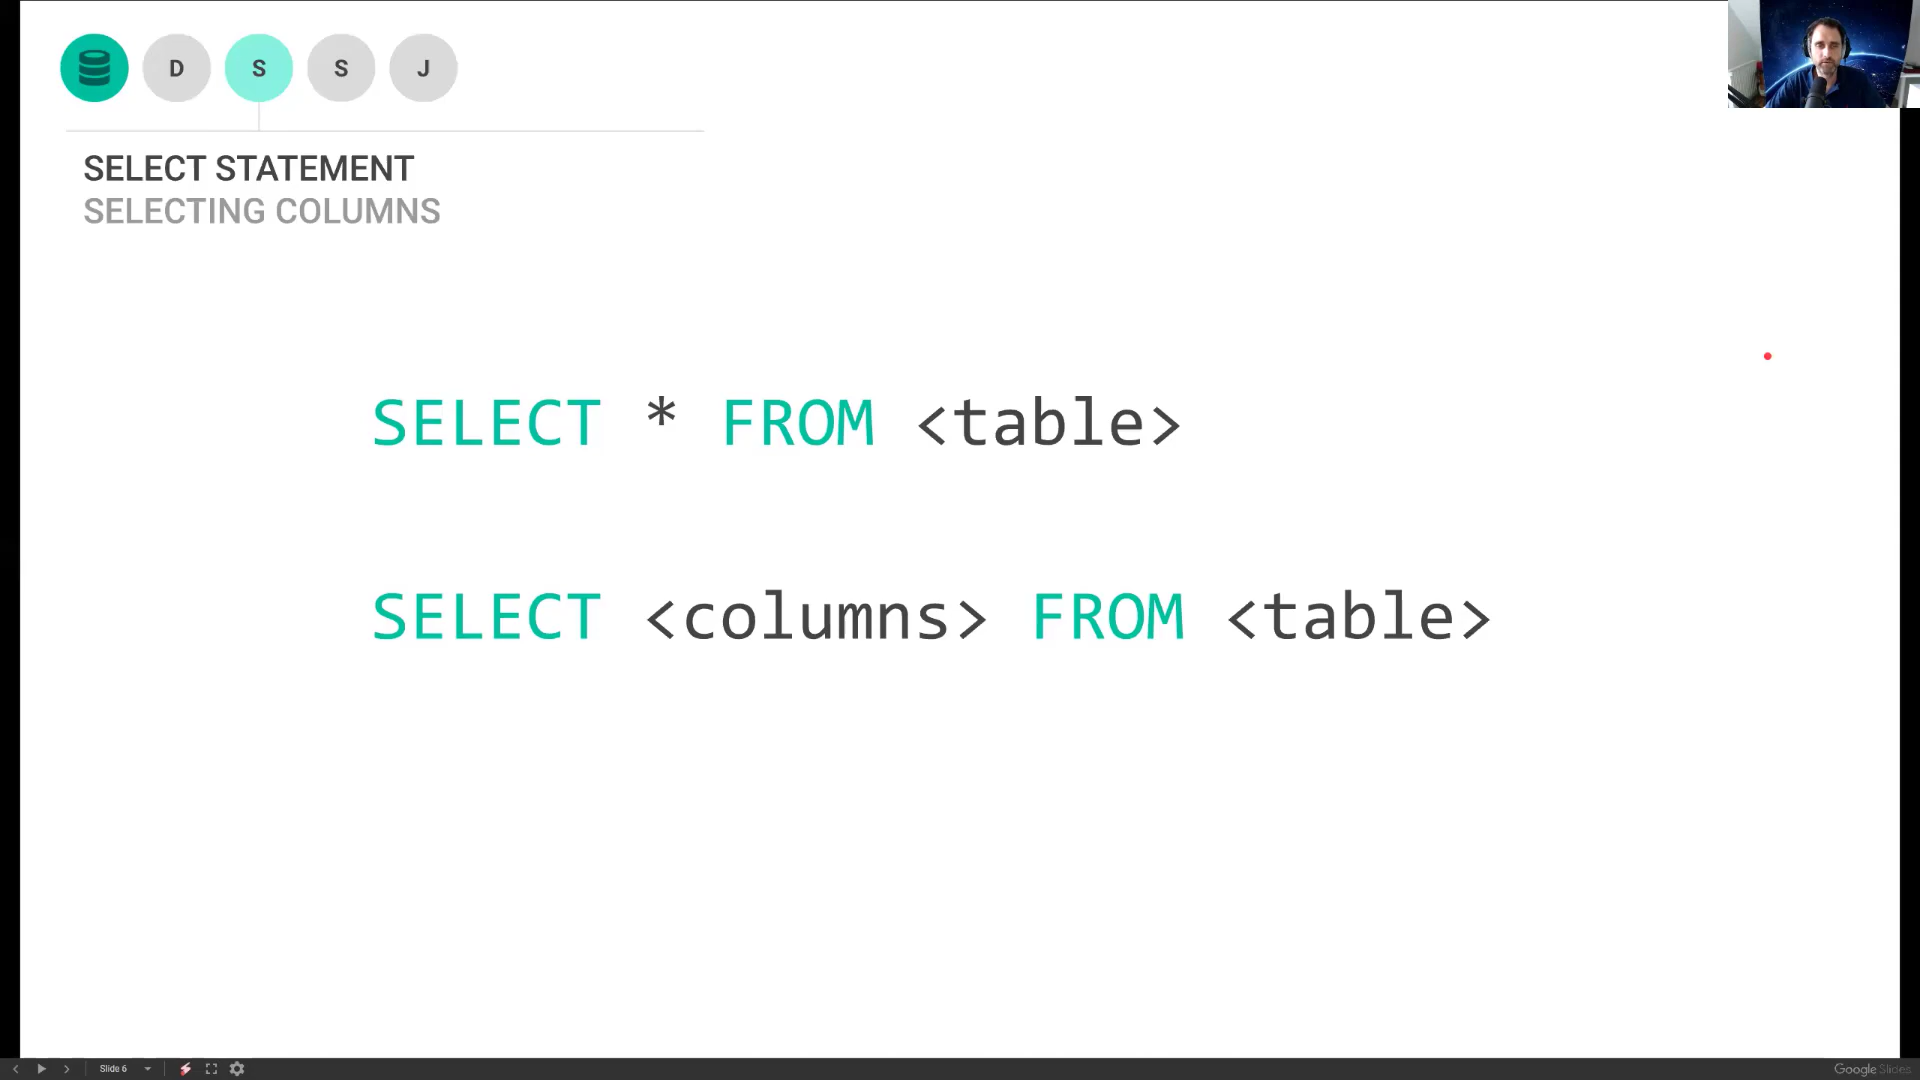 D S S J
SELECT STATEMENT
SELECTING COLUMNS
SELECT * FROM <table>
SELECT <columns> FROM <table>
Slide 6
Google Slides